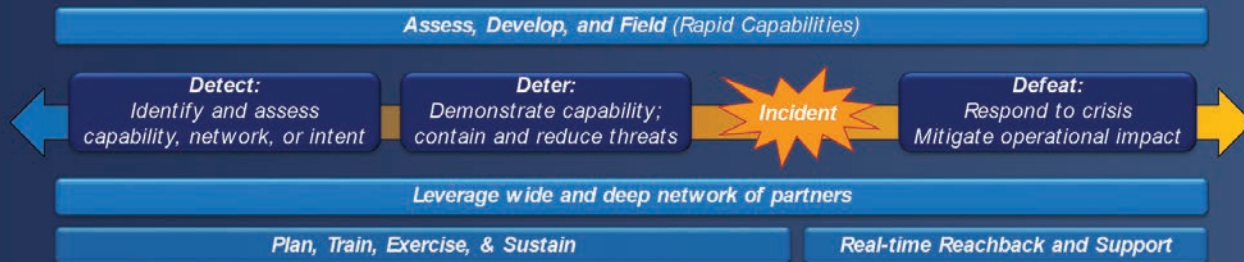 Assess, Develop, and Field (Rapid Capabilities)
Detect:
Identify and assess
capability, network, or intent
Deter:
Demonstrate capability;
contain and reduce threats
Incident
Defeat:
Respond to crisis
Mitigate operational impact
Leverage wide and deep network of partners
Plan, Train, Exercise, & Sustain
Real-time Reachback and Support